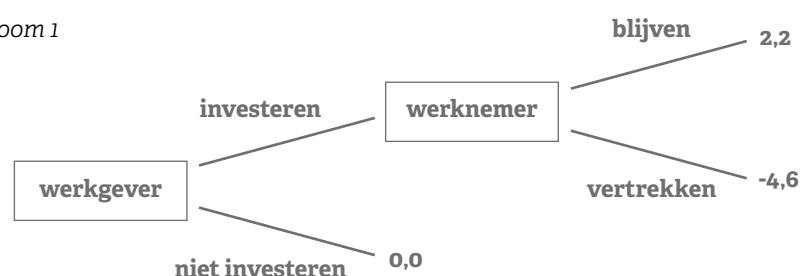 oom 1
blijven
2,2
investeren
werknemer
werkgever
vertrekken
-4,6
niet investeren
0,0